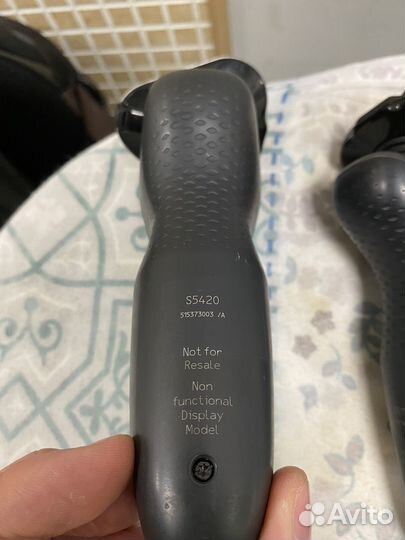 S5420
515373003 /A
Not for
Resale
Non
functional
Display
Model
Avito